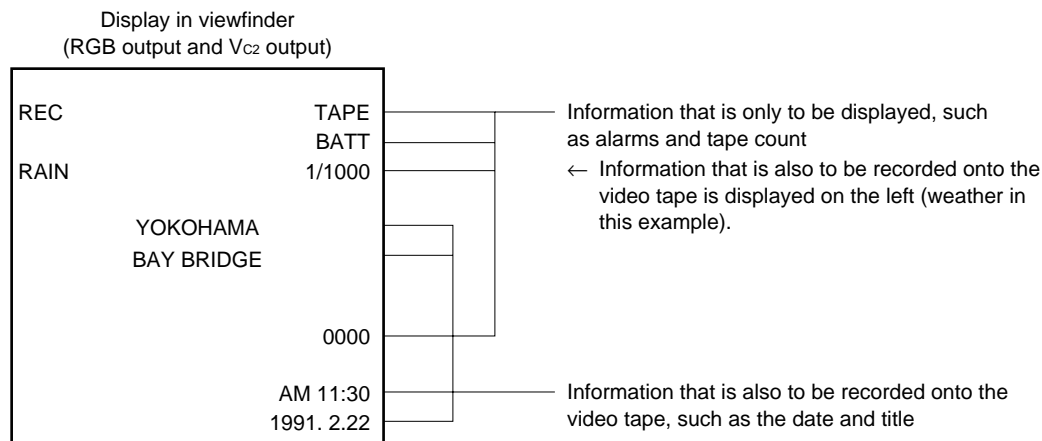 Display in viewfinder
(RGB output and VC2 output)
REC TAPE Information that is only to be displayed, such
BATT as alarms and tape count
RAIN 1/1000 ← Information that is also to be recorded onto the
video tape is displayed on the left (weather in
this example).
YOKOHAMA
BAY BRIDGE
0000
AM 11:30 Information that is also to be recorded onto the
1991. 2.22 video tape, such as the date and title